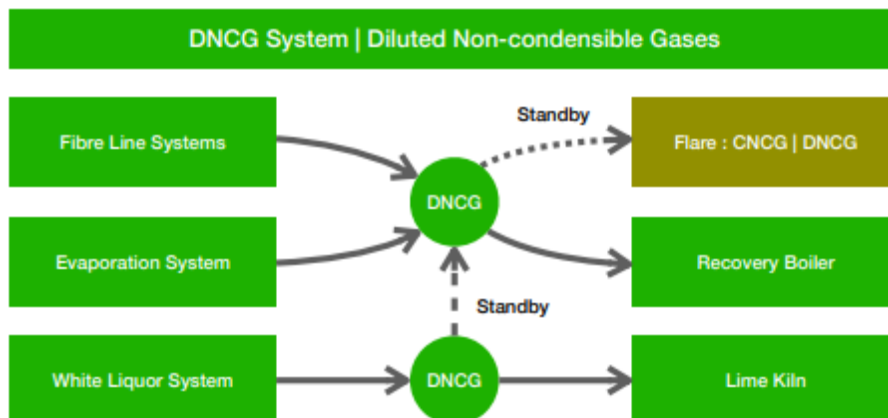 DNCG System | Diluted Non-condensible Gases
Standby
Fibre Line Systems
Flare : CNCG | DNCG
DNCG
Evaporation System
Recovery Boiler
Standby
White Liquor System
DNCG
Lime Kiln